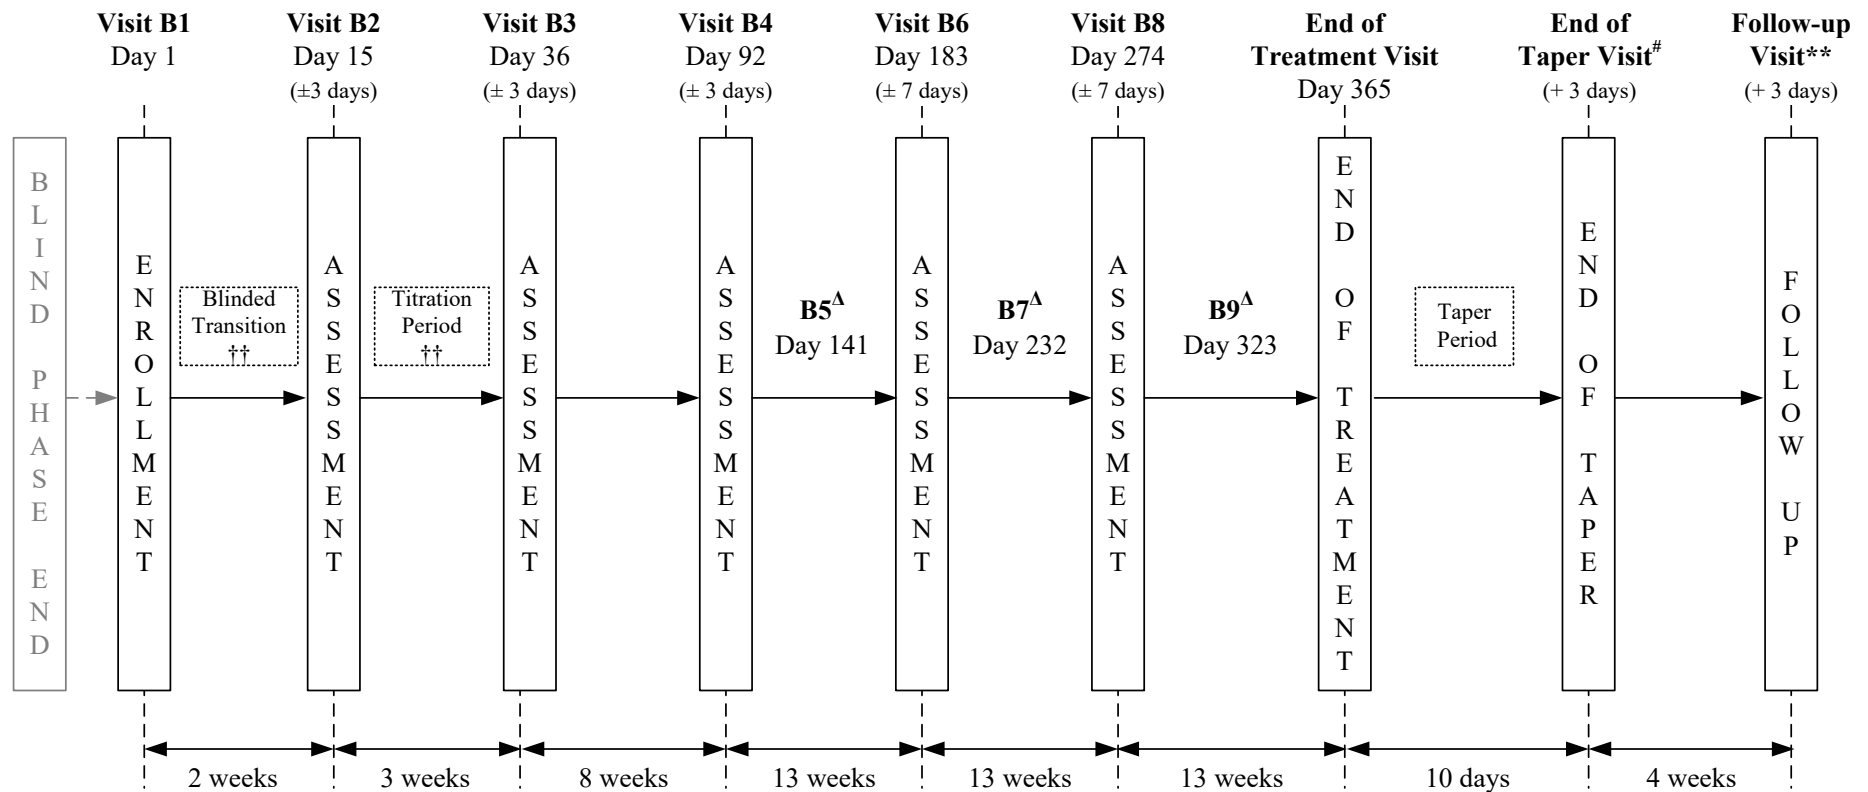 Visit B1
Day 1
Visit B2
Day 15
(±3 days)
Visit B3
Day 36
(± 3 days)
Visit B4
Day 92
(± 3 days)
Visit B6
Day 183
(± 7 days)
Visit B8
Day 274
(± 7 days)
End of
Treatment Visit
Day 365
End of
Taper Visit#
(+ 3 days)
Follow-up
Visit**
(+ 3 days)
BLIND PHASE END
ENROLLMENT
Blinded
Transition
††
ASSESSMENT
Titration
Period
††
ASSESSMENT
ASSESSMENT
B5Δ
Day 141
ASSESSMENT
B7Δ
Day 232
ASSESSMENT
B9Δ
Day 323
END OF TREATMENT
Taper
Period
END OF TAPER
FOLLOW UP
2 weeks
3 weeks
8 weeks
13 weeks
13 weeks
13 weeks
10 days
4 weeks